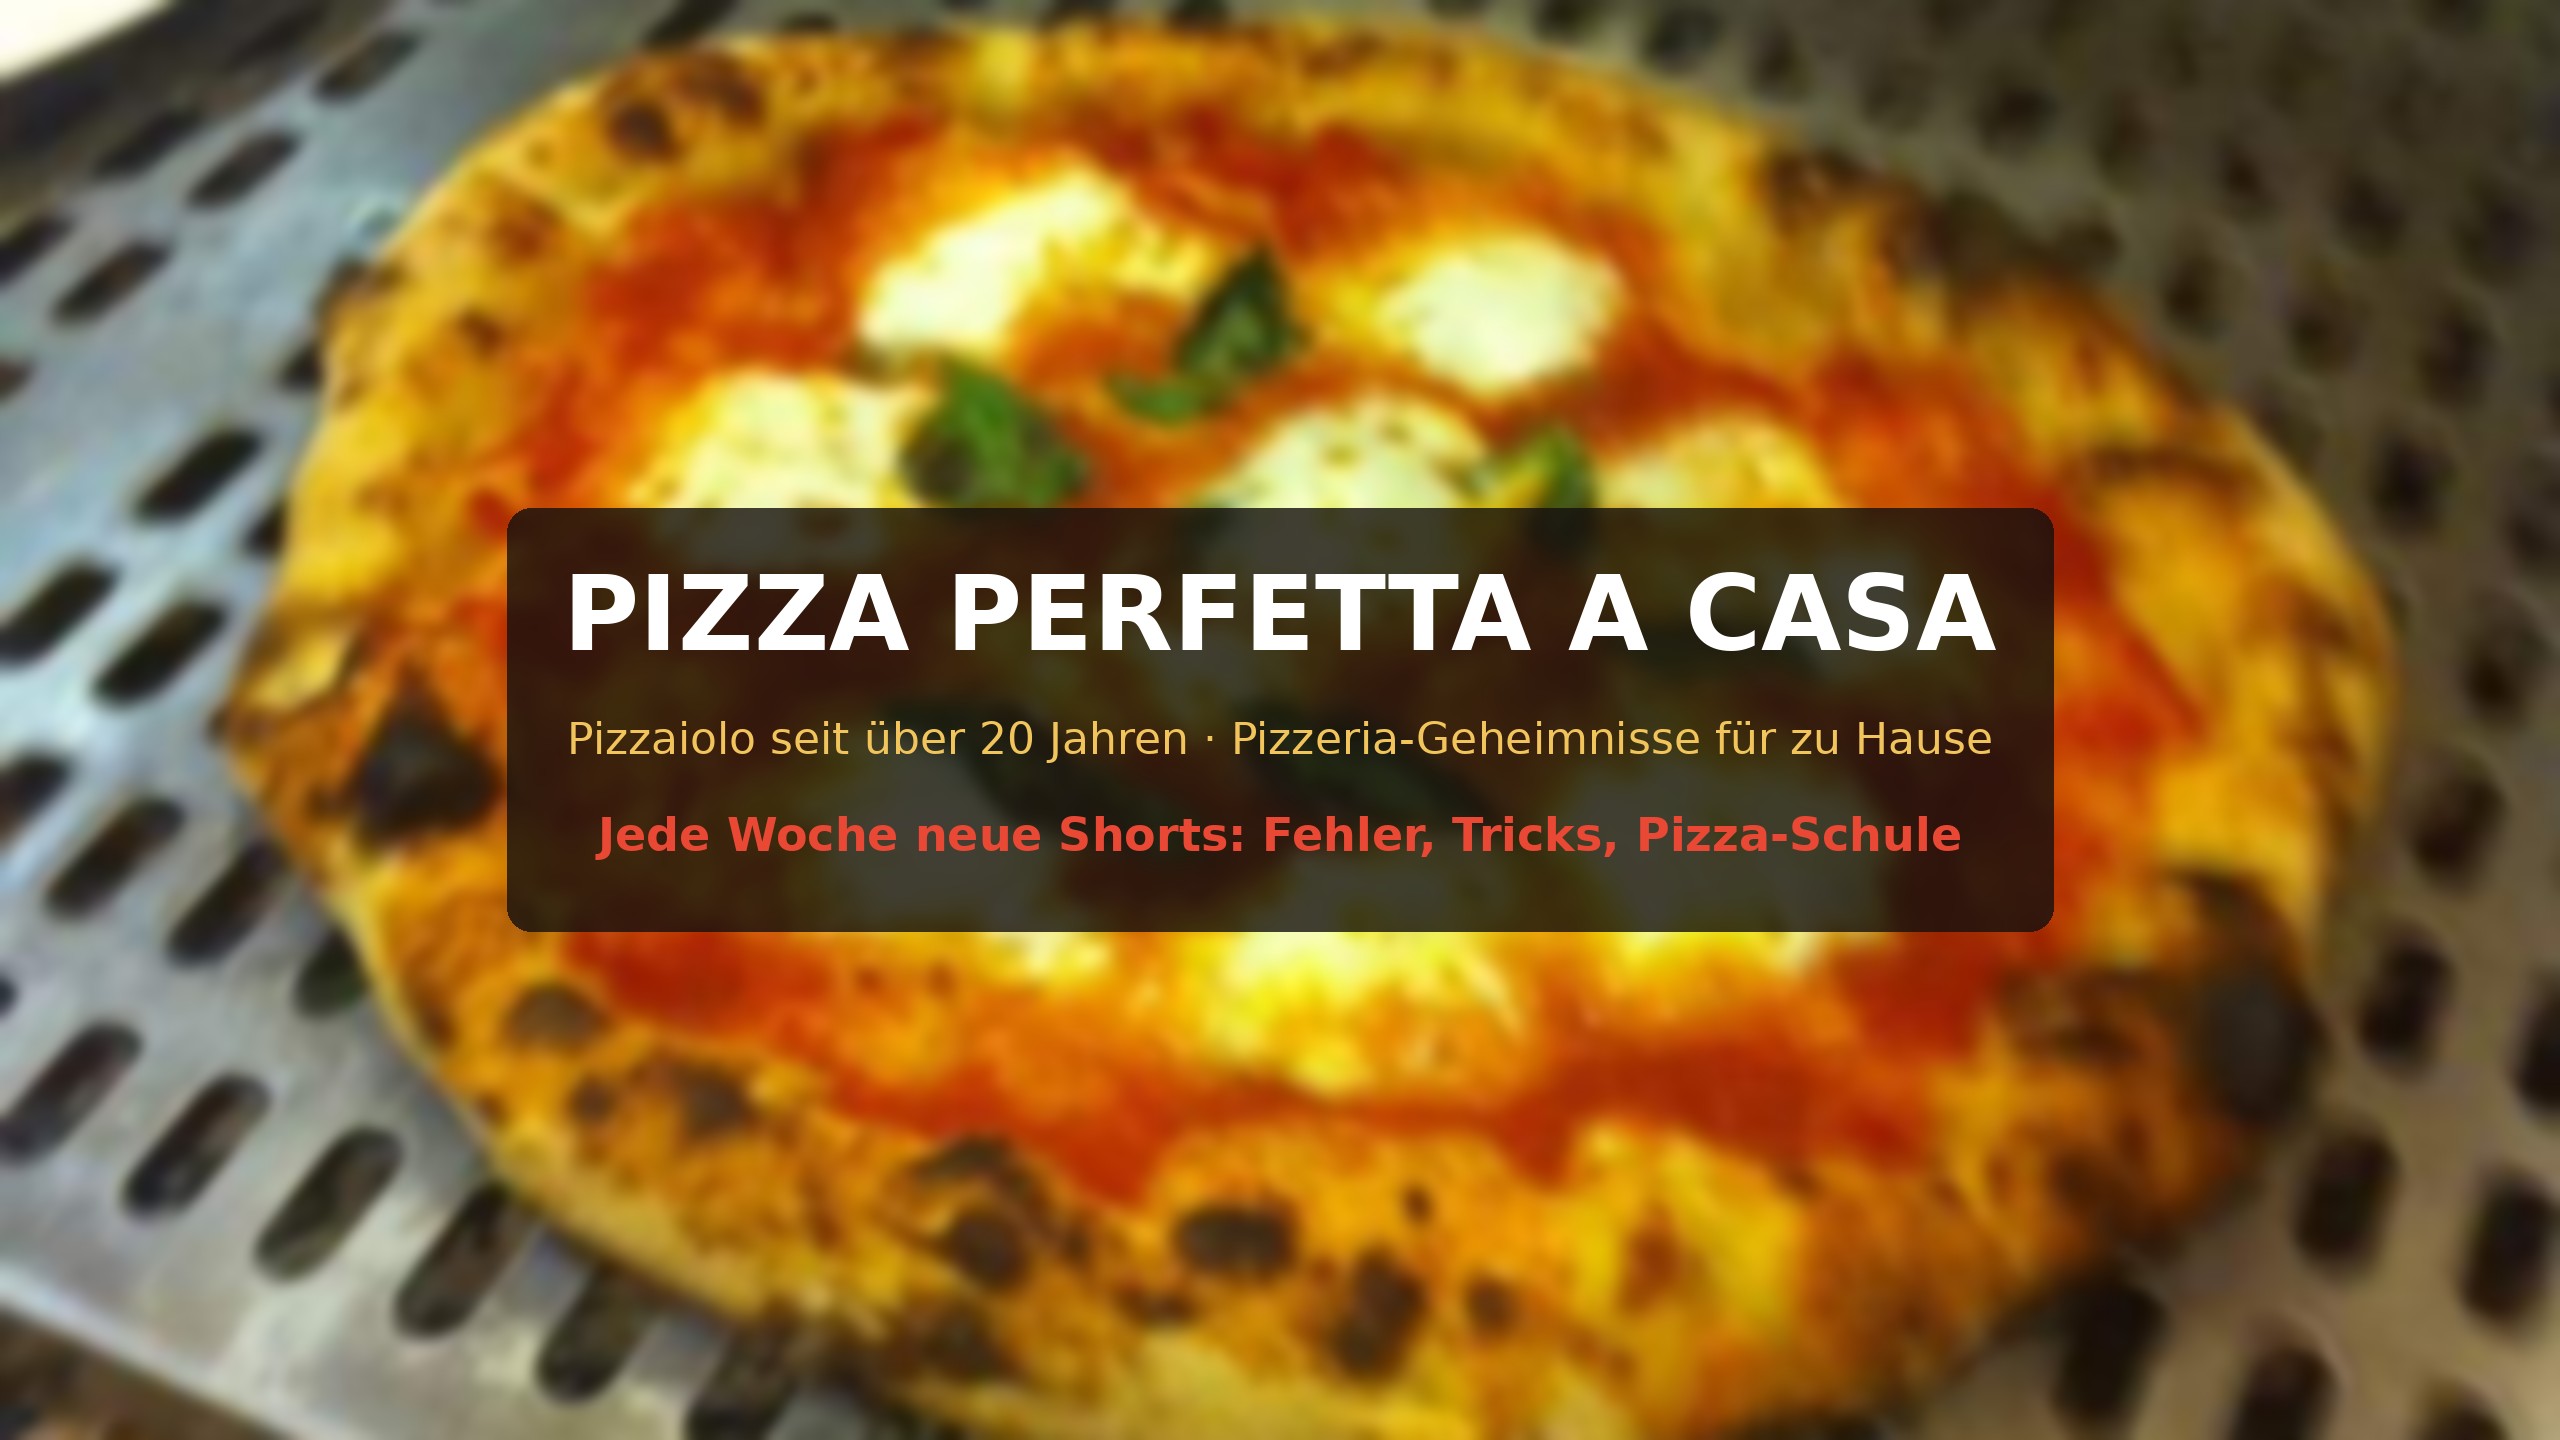 PIZZA PERFETTA A CASA
Pizzaiolo seit über 20 Jahren · Pizzeria-Geheimnisse für zu Hause
Jede Woche neue Shorts: Fehler, Tricks, Pizza-Schule